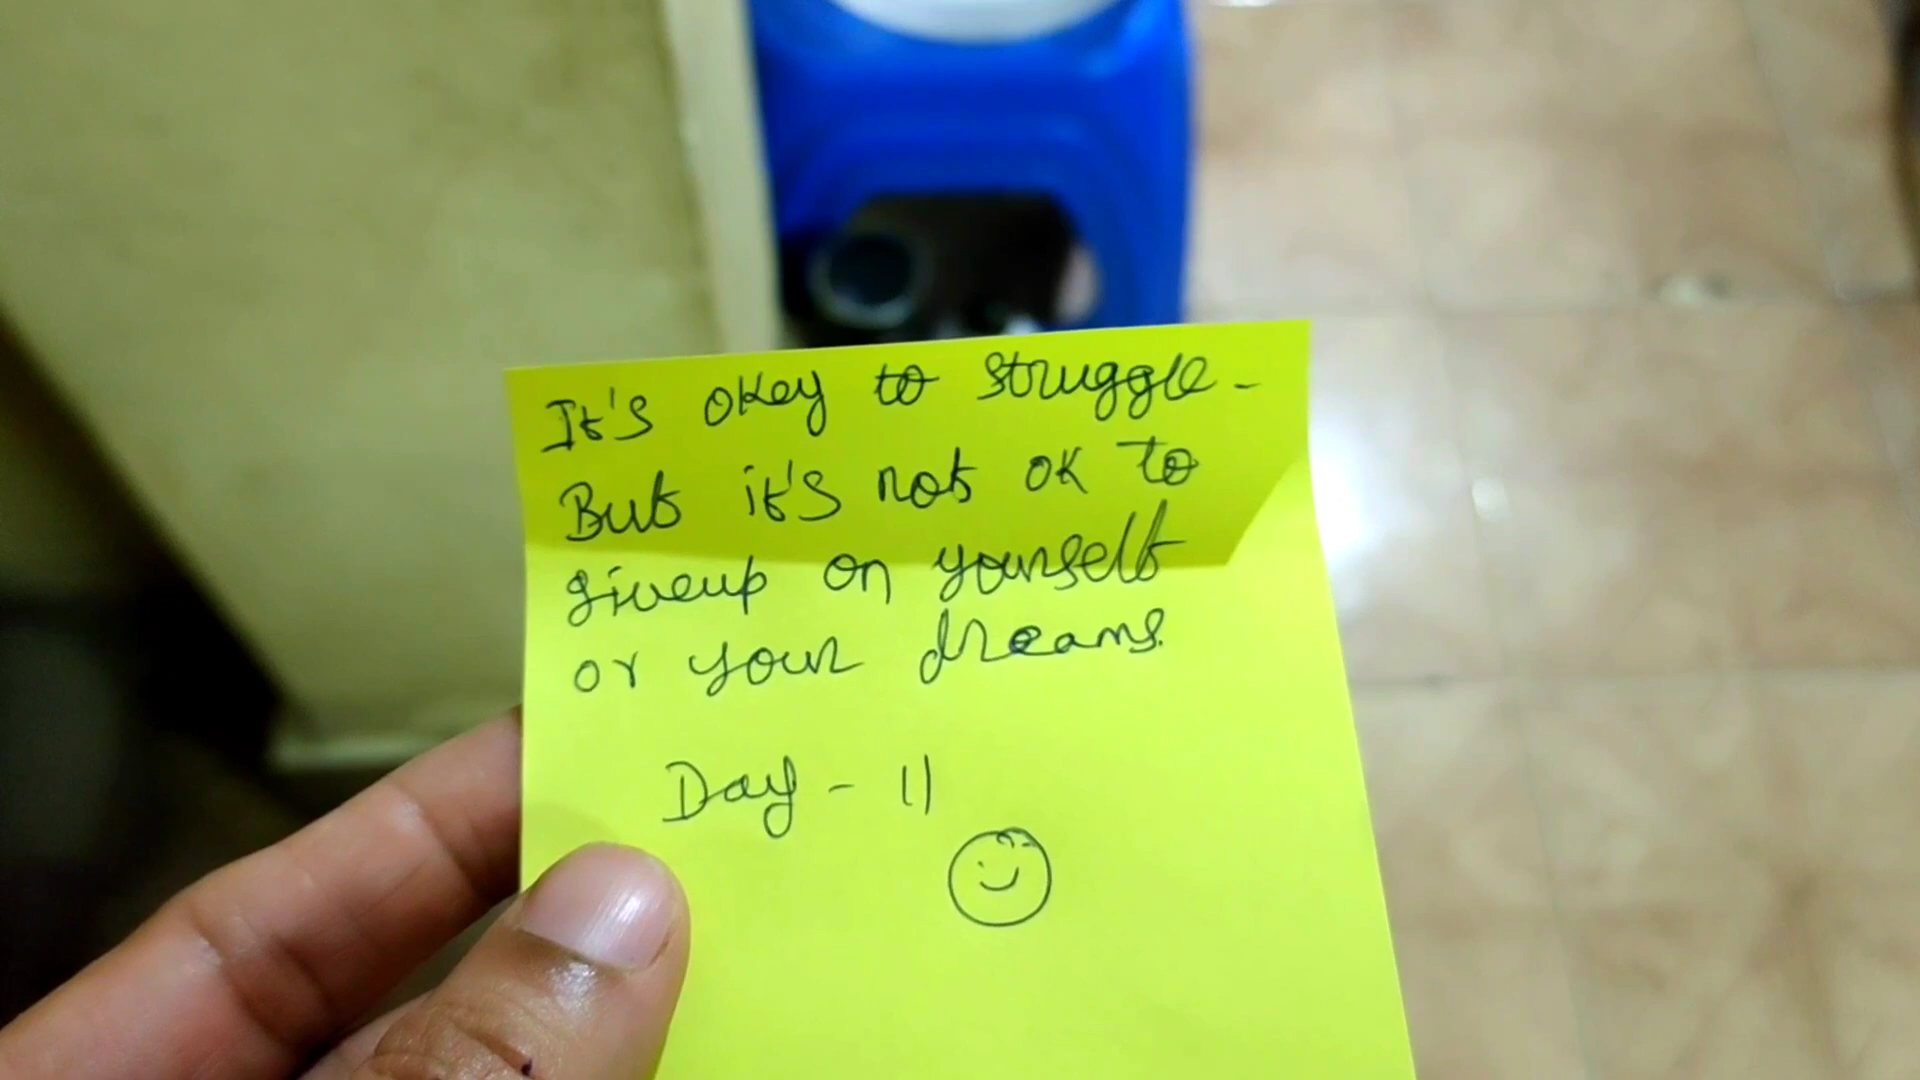 It's okey to struggle-
But it's not ok to
giveup on yourself
or your dreams.
Day - 11